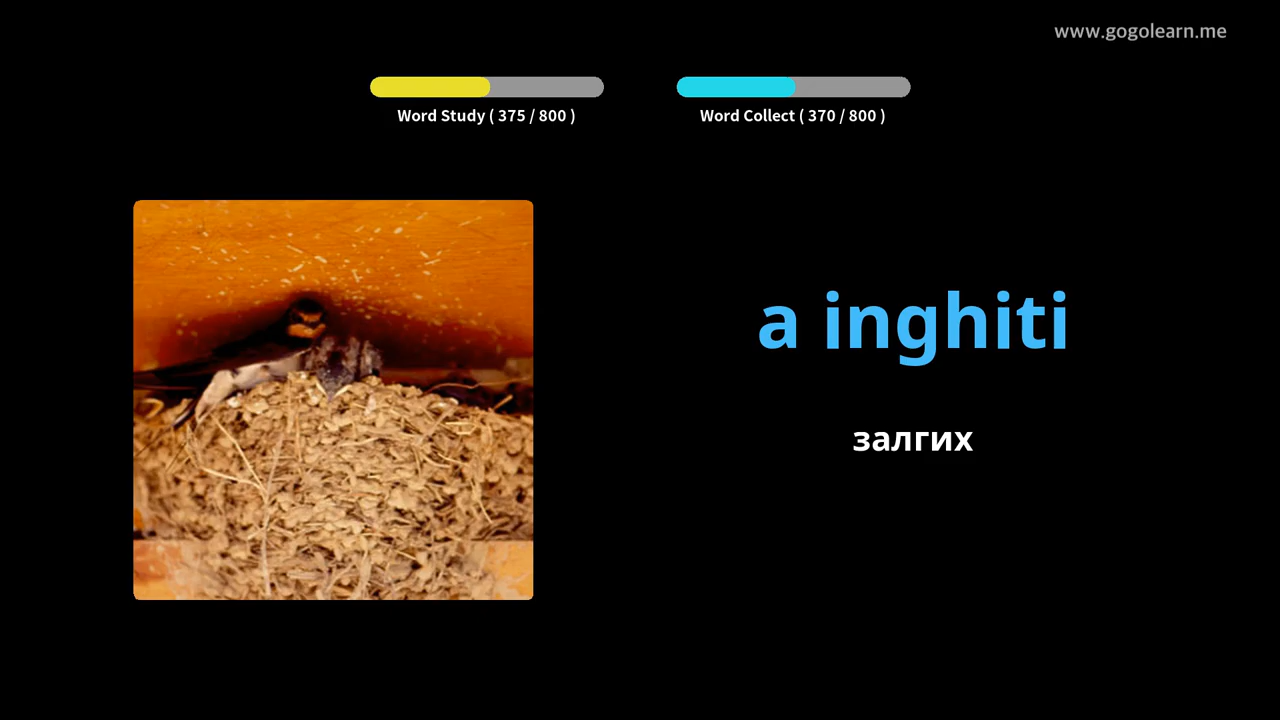 www.gogolearn.me
Word Study ( 375 / 800 )
Word Collect ( 370 / 800 )
a inghiti
залгих